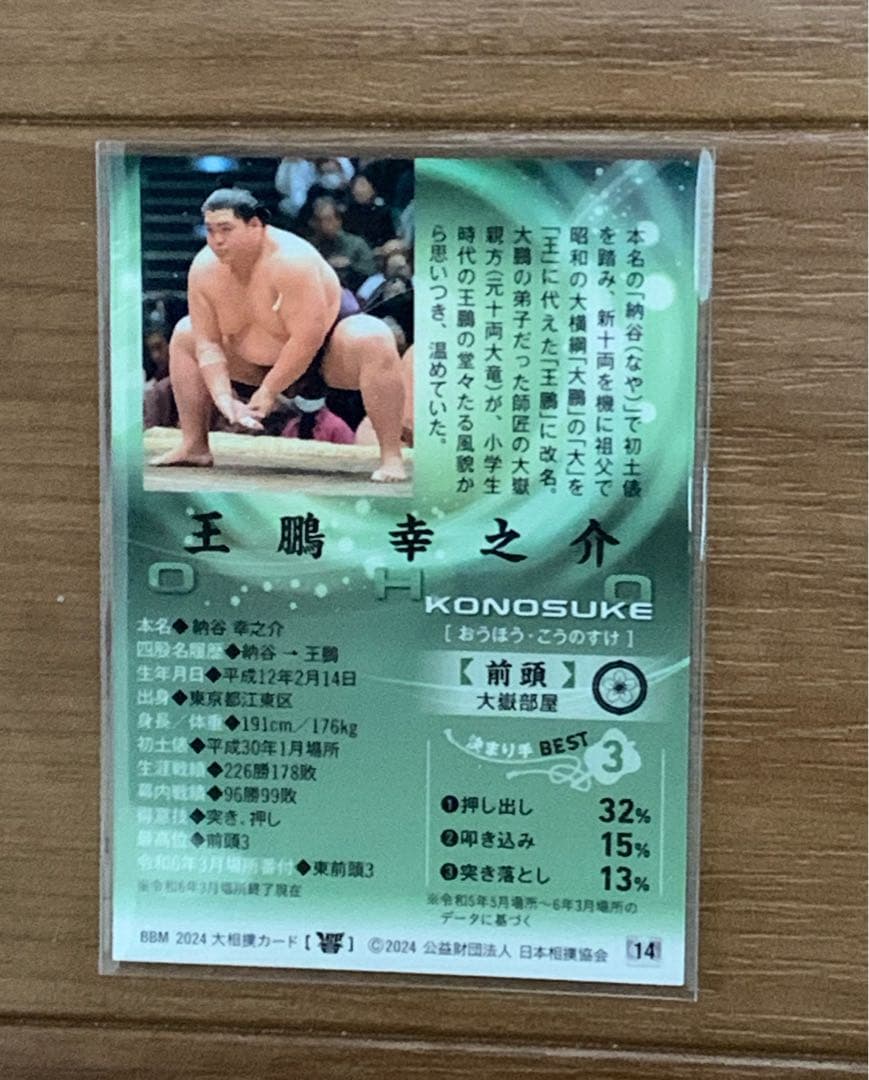 本名の「納谷(なや)」で初土俵
を踏み、新十両を機に祖父で
昭和の大横綱「大鵬」の「大」を
「王」に代えた「王鵬」に改名。
大鵬の弟子だった師匠の大嶽
親方(元十両大竜)が、小学生
時代の王鵬の堂々たる風貌か
ら思いつき、温めていた。
王鵬 幸之介
OHO
KONOSUKE
[おうほう・こうのすけ]
本名◆納谷 幸之介
四股名履歴◆納谷→王鵬
生年月日◆平成12年2月14日
出身◆東京都江東区
身長/体重◆191cm/176kg
初土俵◆平成30年1月場所
生涯戦績◆226勝178敗
幕内戦績◆96勝99敗
得意技◆突き、押し
最高位◆前頭3
令和6年3月場所番付◆東前頭3
※令和6年3月場所終了現在
【前頭】
大嶽部屋
決まり手BEST3
❶押し出し 32%
❷叩き込み 15%
❸突き落とし 13%
※令和5年5月場所〜6年3月場所の
データに基づく
BBM 2024 大相撲カード [ ] ©2024 公益財団法人 日本相撲協会 14